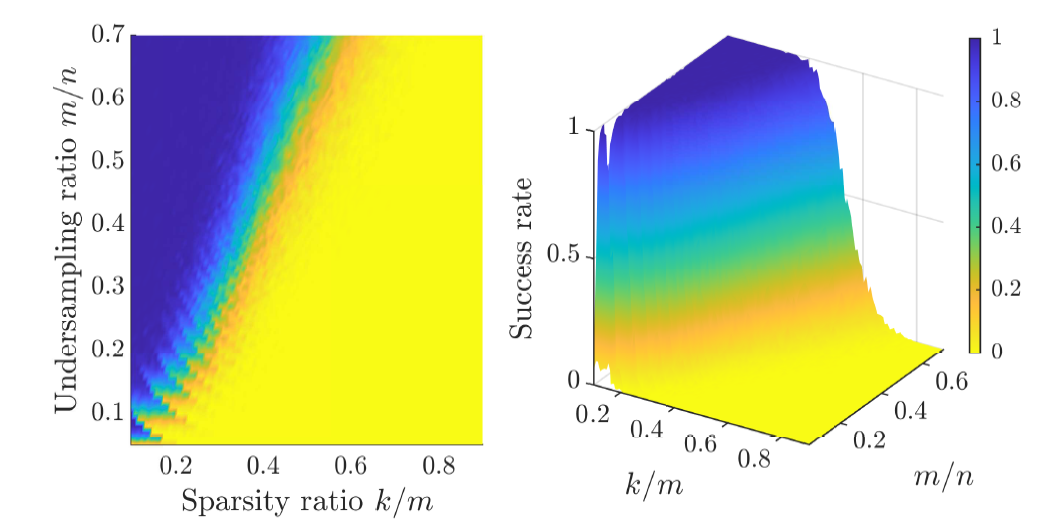 0.7
0.6
0.5
0.4
0.3
0.2
0.1
Undersampling ratio m/n
0.2 0.4 0.6 0.8
Sparsity ratio k/m
1
0.5
0
Success rate
0.2 0.4 0.6 0.8
k/m
0.2 0.4 0.6
m/n
1
0.8
0.6
0.4
0.2
0